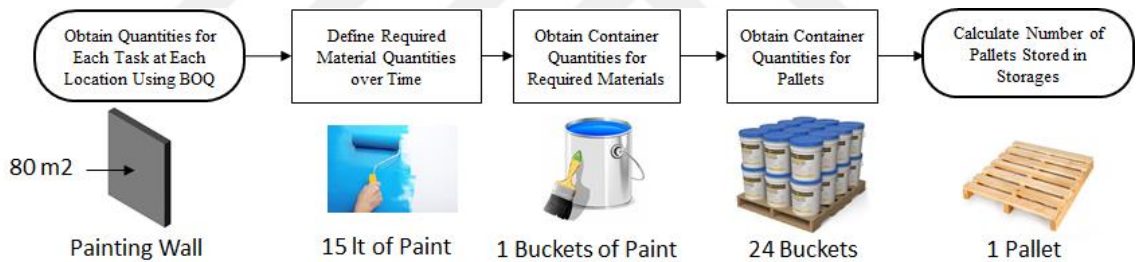 Obtain Quantities for
Each Task at Each
Location Using BOQ
Define Required
Material Quantities
over Time
Obtain Container
Quantities for
Required Materials
Obtain Container
Quantities for
Pallets
Calculate Number of
Pallets Stored in
Storages
80 m2
Painting Wall
15 lt of Paint
1 Buckets of Paint
24 Buckets
1 Pallet